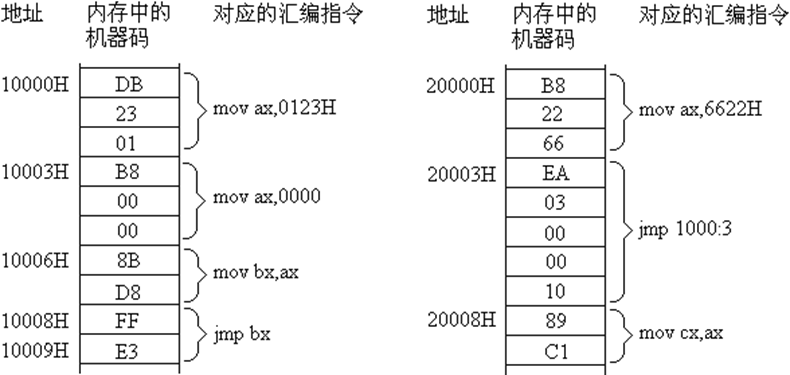 地址 内存中的机器码 对应的汇编指令
10000H DB
23 mov ax,0123H
01
10003H B8
00 mov ax,0000
00
10006H 8B
D8 mov bx,ax
10008H FF
10009H E3 jmp bx
地址 内存中的机器码 对应的汇编指令
20000H B8
22 mov ax,6622H
66
20003H EA
03
00 jmp 1000:3
00
10
20008H 89
C1 mov cx,ax